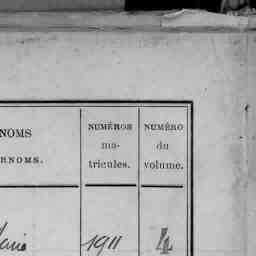 NOMS NUMÉROS NUMÉRO
ma- du
RNOMS. tricules. volume.
1911 4